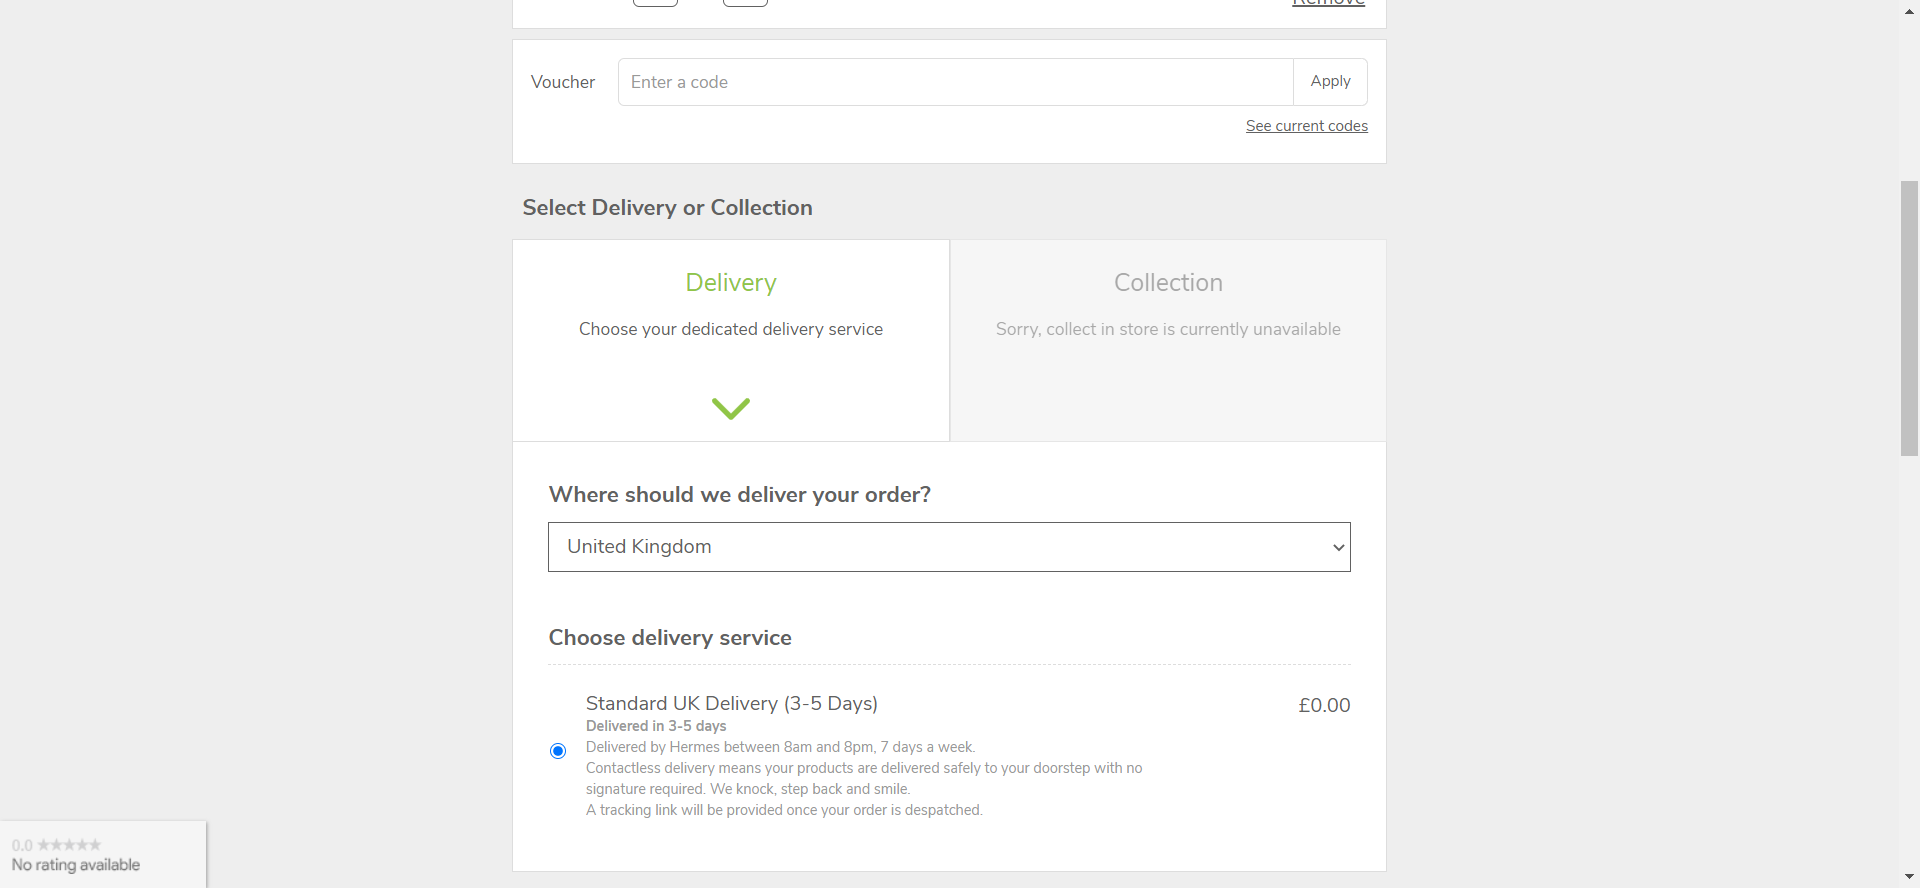 Remove
Voucher
Enter a code
Apply
See current codes
Select Delivery or Collection
Delivery
Choose your dedicated delivery service
Collection
Sorry, collect in store is currently unavailable
Where should we deliver your order?
United Kingdom
Choose delivery service
Standard UK Delivery (3-5 Days)
£0.00
Delivered in 3-5 days
Delivered by Hermes between 8am and 8pm, 7 days a week.
Contactless delivery means your products are delivered safely to your doorstep with no
signature required. We knock, step back and smile.
A tracking link will be provided once your order is despatched.
0.0 ★★★★★
No rating available